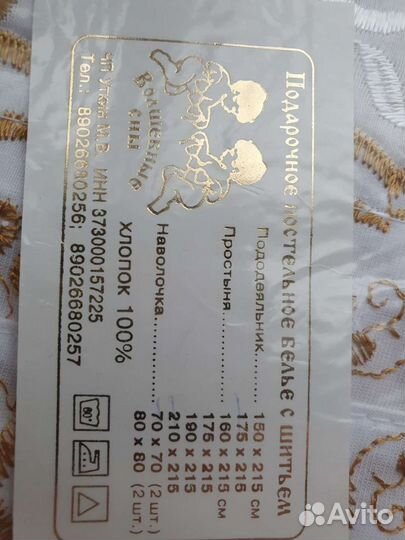 Подарочное постельное белье с шитьем
Волшебные
сны
Пододеяльник......... 150 х 215 см
175 х 215
Простыня............... 160 х 215 см
175 х 215
190 х 215
210 х 215
Наволочка............... 70 х 70 (2 шт.)
80 х 80 (2 шт.)
хлопок 100%
ЧП Уткин М.В. ИНН 373000157225
Тел.: 89026680256; 89026680257
Avito